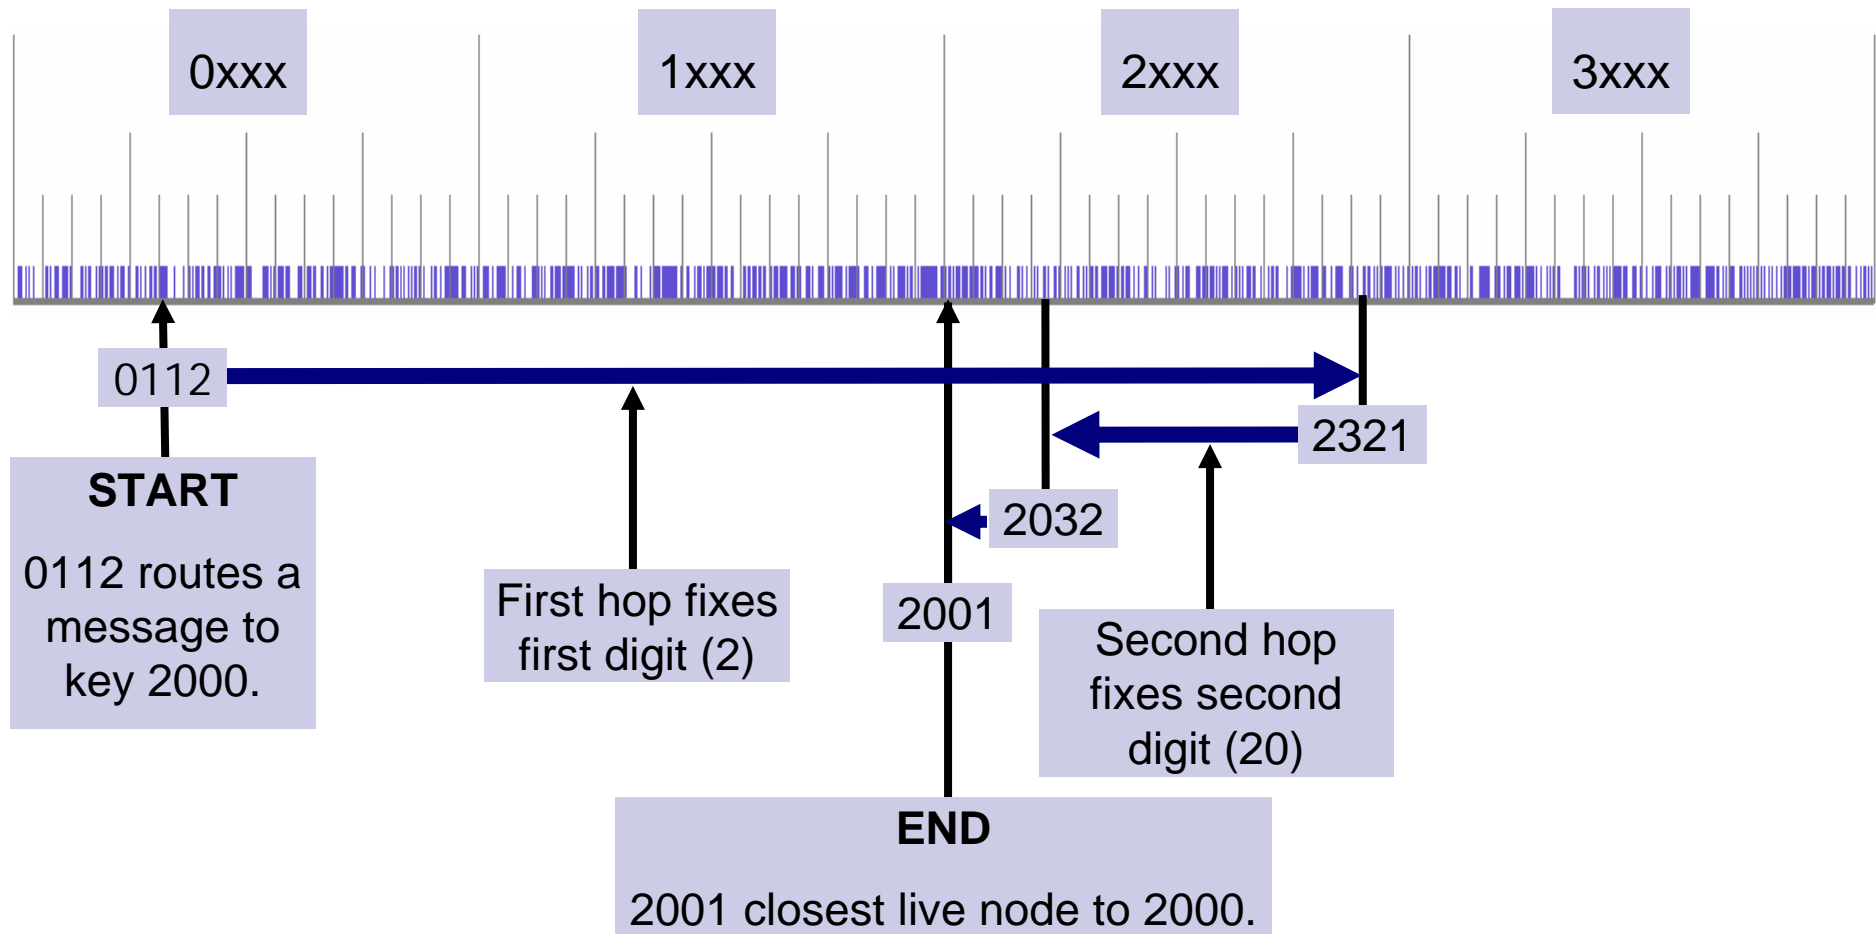 0xxx
1xxx
2xxx
3xxx
0112
2321
2032
2001
START
0112 routes a
message to
key 2000.
First hop fixes
first digit (2)
Second hop
fixes second
digit (20)
END
2001 closest live node to 2000.